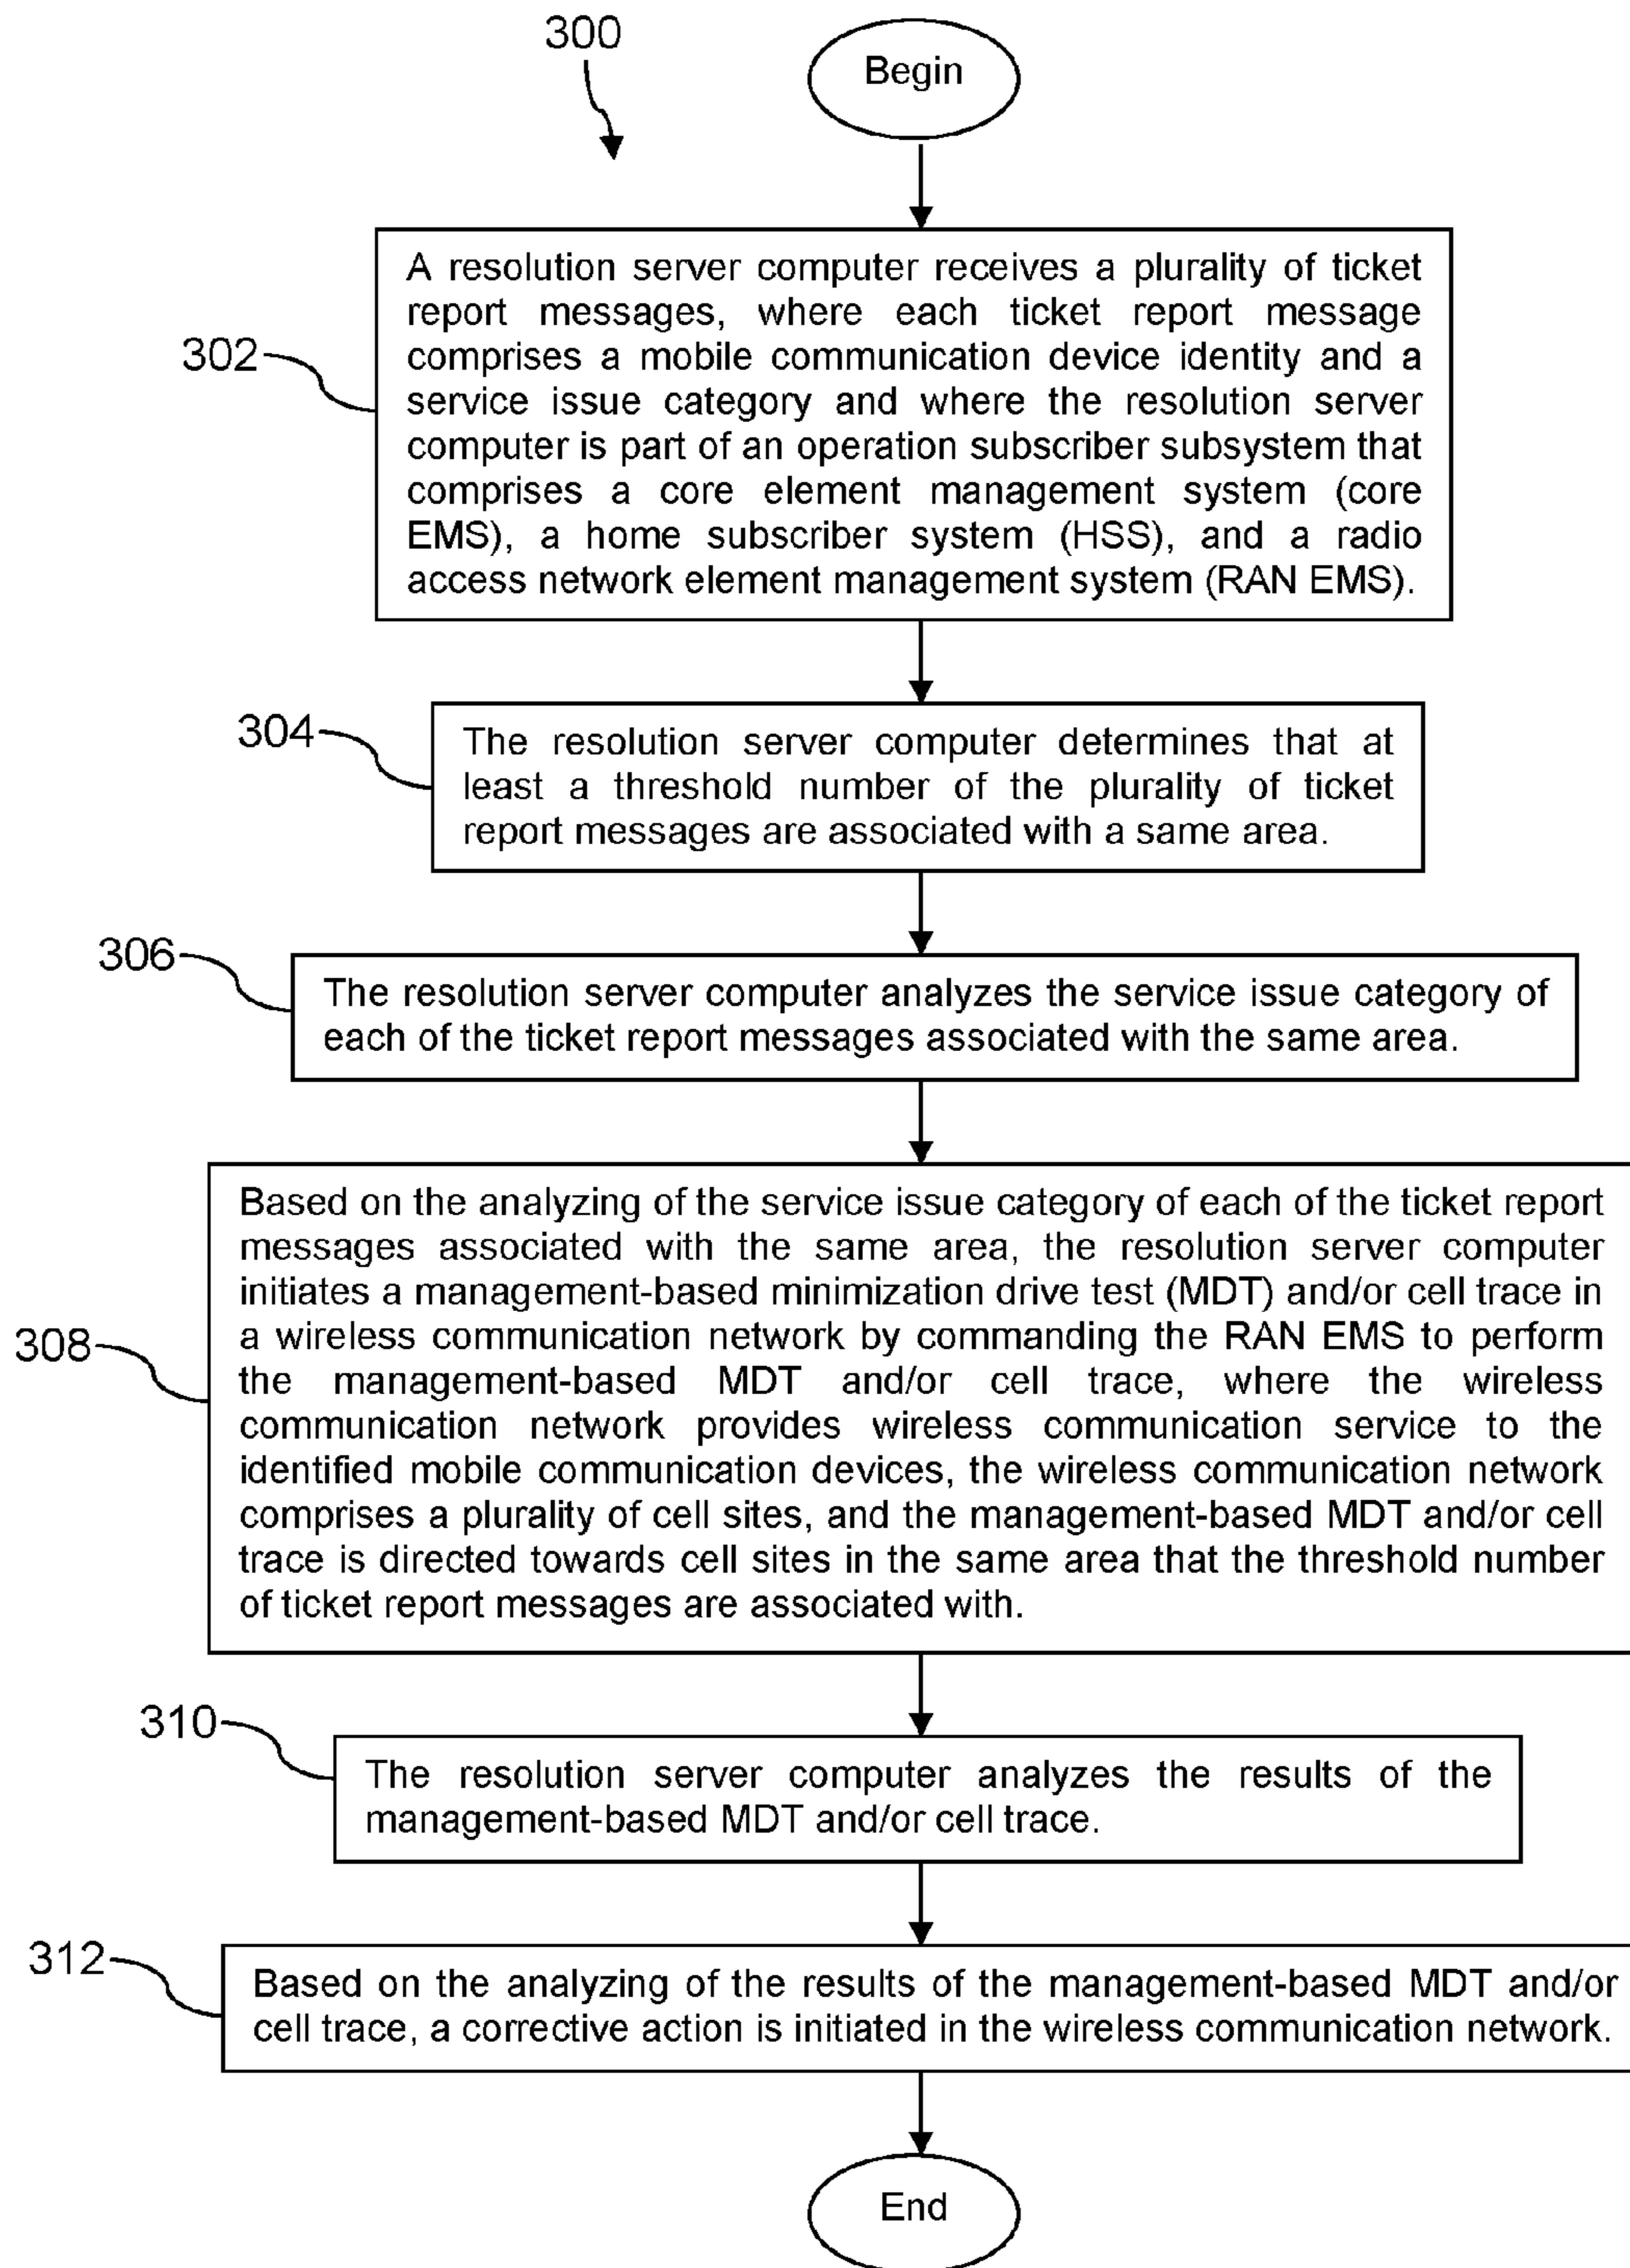 300
Begin
302
A resolution server computer receives a plurality of ticket
report messages, where each ticket report message
comprises a mobile communication device identity and a
service issue category and where the resolution server
computer is part of an operation subscriber subsystem that
comprises a core element management system (core
EMS), a home subscriber system (HSS), and a radio
access network element management system (RAN EMS).
304
The resolution server computer determines that at
least a threshold number of the plurality of ticket
report messages are associated with a same area.
306
The resolution server computer analyzes the service issue category of
each of the ticket report messages associated with the same area.
308
Based on the analyzing of the service issue category of each of the ticket report
messages associated with the same area, the resolution server computer
initiates a management-based minimization drive test (MDT) and/or cell trace in
a wireless communication network by commanding the RAN EMS to perform
the management-based MDT and/or cell trace, where the wireless
communication network provides wireless communication service to the
identified mobile communication devices, the wireless communication network
comprises a plurality of cell sites, and the management-based MDT and/or cell
trace is directed towards cell sites in the same area that the threshold number
of ticket report messages are associated with.
310
The resolution server computer analyzes the results of the
management-based MDT and/or cell trace.
312
Based on the analyzing of the results of the management-based MDT and/or
cell trace, a corrective action is initiated in the wireless communication network.
End